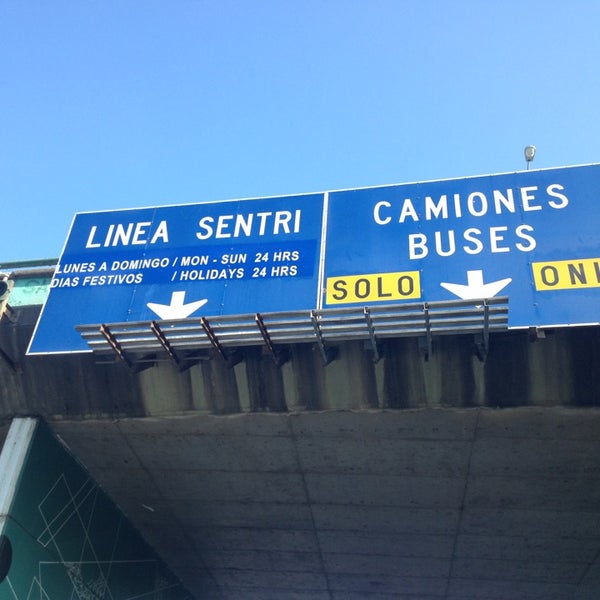 LINEA SENTRI
LUNES A DOMINGO / MON - SUN 24 HRS
DIAS FESTIVOS / HOLIDAYS 24 HRS
CAMIONES
BUSES
SOLO